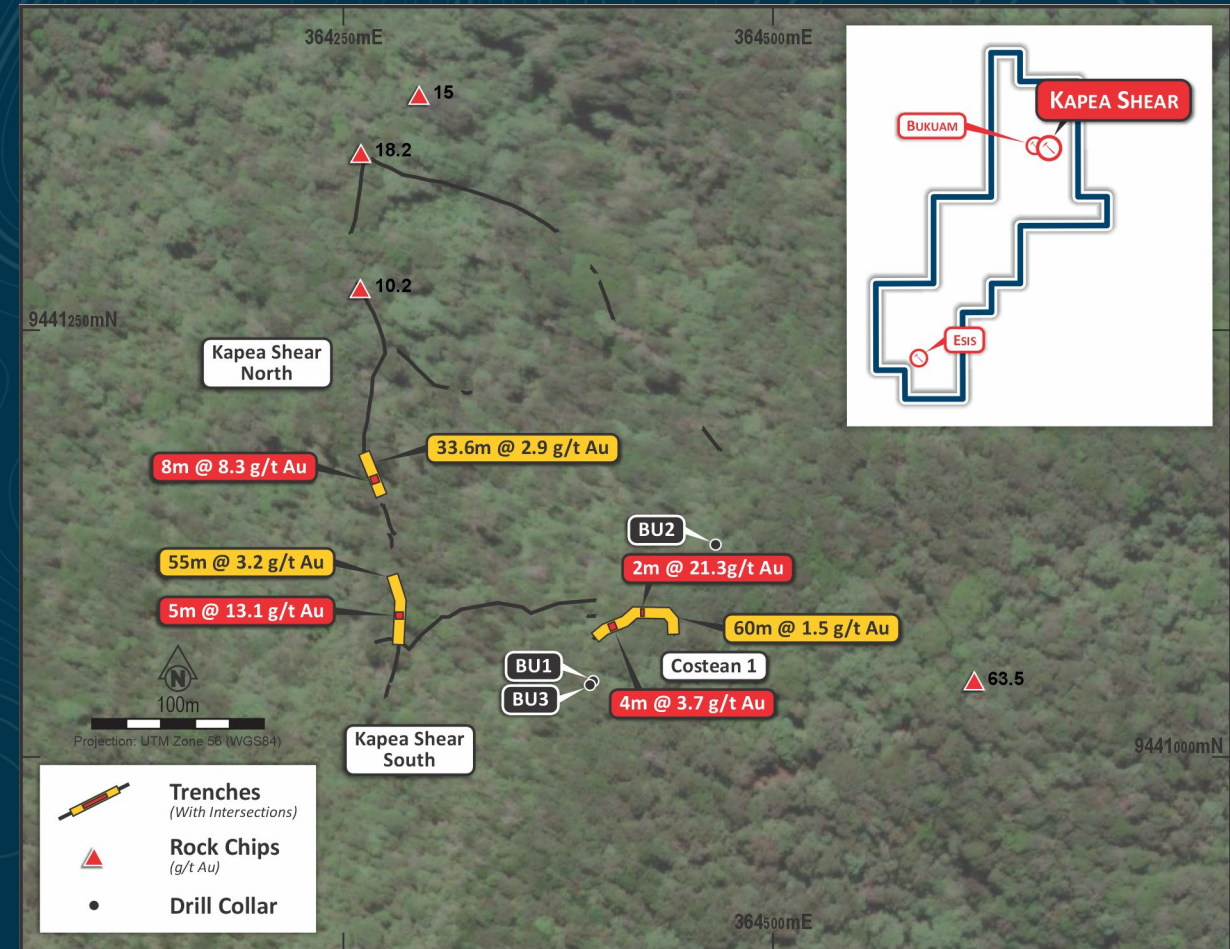 364250mE
364500mE
15
18.2
10.2
KAPEA SHEAR
BUKUAM
ESIS
9441250mN
Kapea Shear
North
33.6m @ 2.9 g/t Au
8m @ 8.3 g/t Au
BU2
55m @ 3.2 g/t Au
2m @ 21.3g/t Au
5m @ 13.1 g/t Au
60m @ 1.5 g/t Au
BU1
Costean 1
63.5
BU3
4m @ 3.7 g/t Au
N
100m
Projection: UTM Zone 56 (WGS84)
Kapea Shear
South
9441000mN
Trenches
(With Intersections)
Rock Chips
(g/t Au)
Drill Collar
364500mE